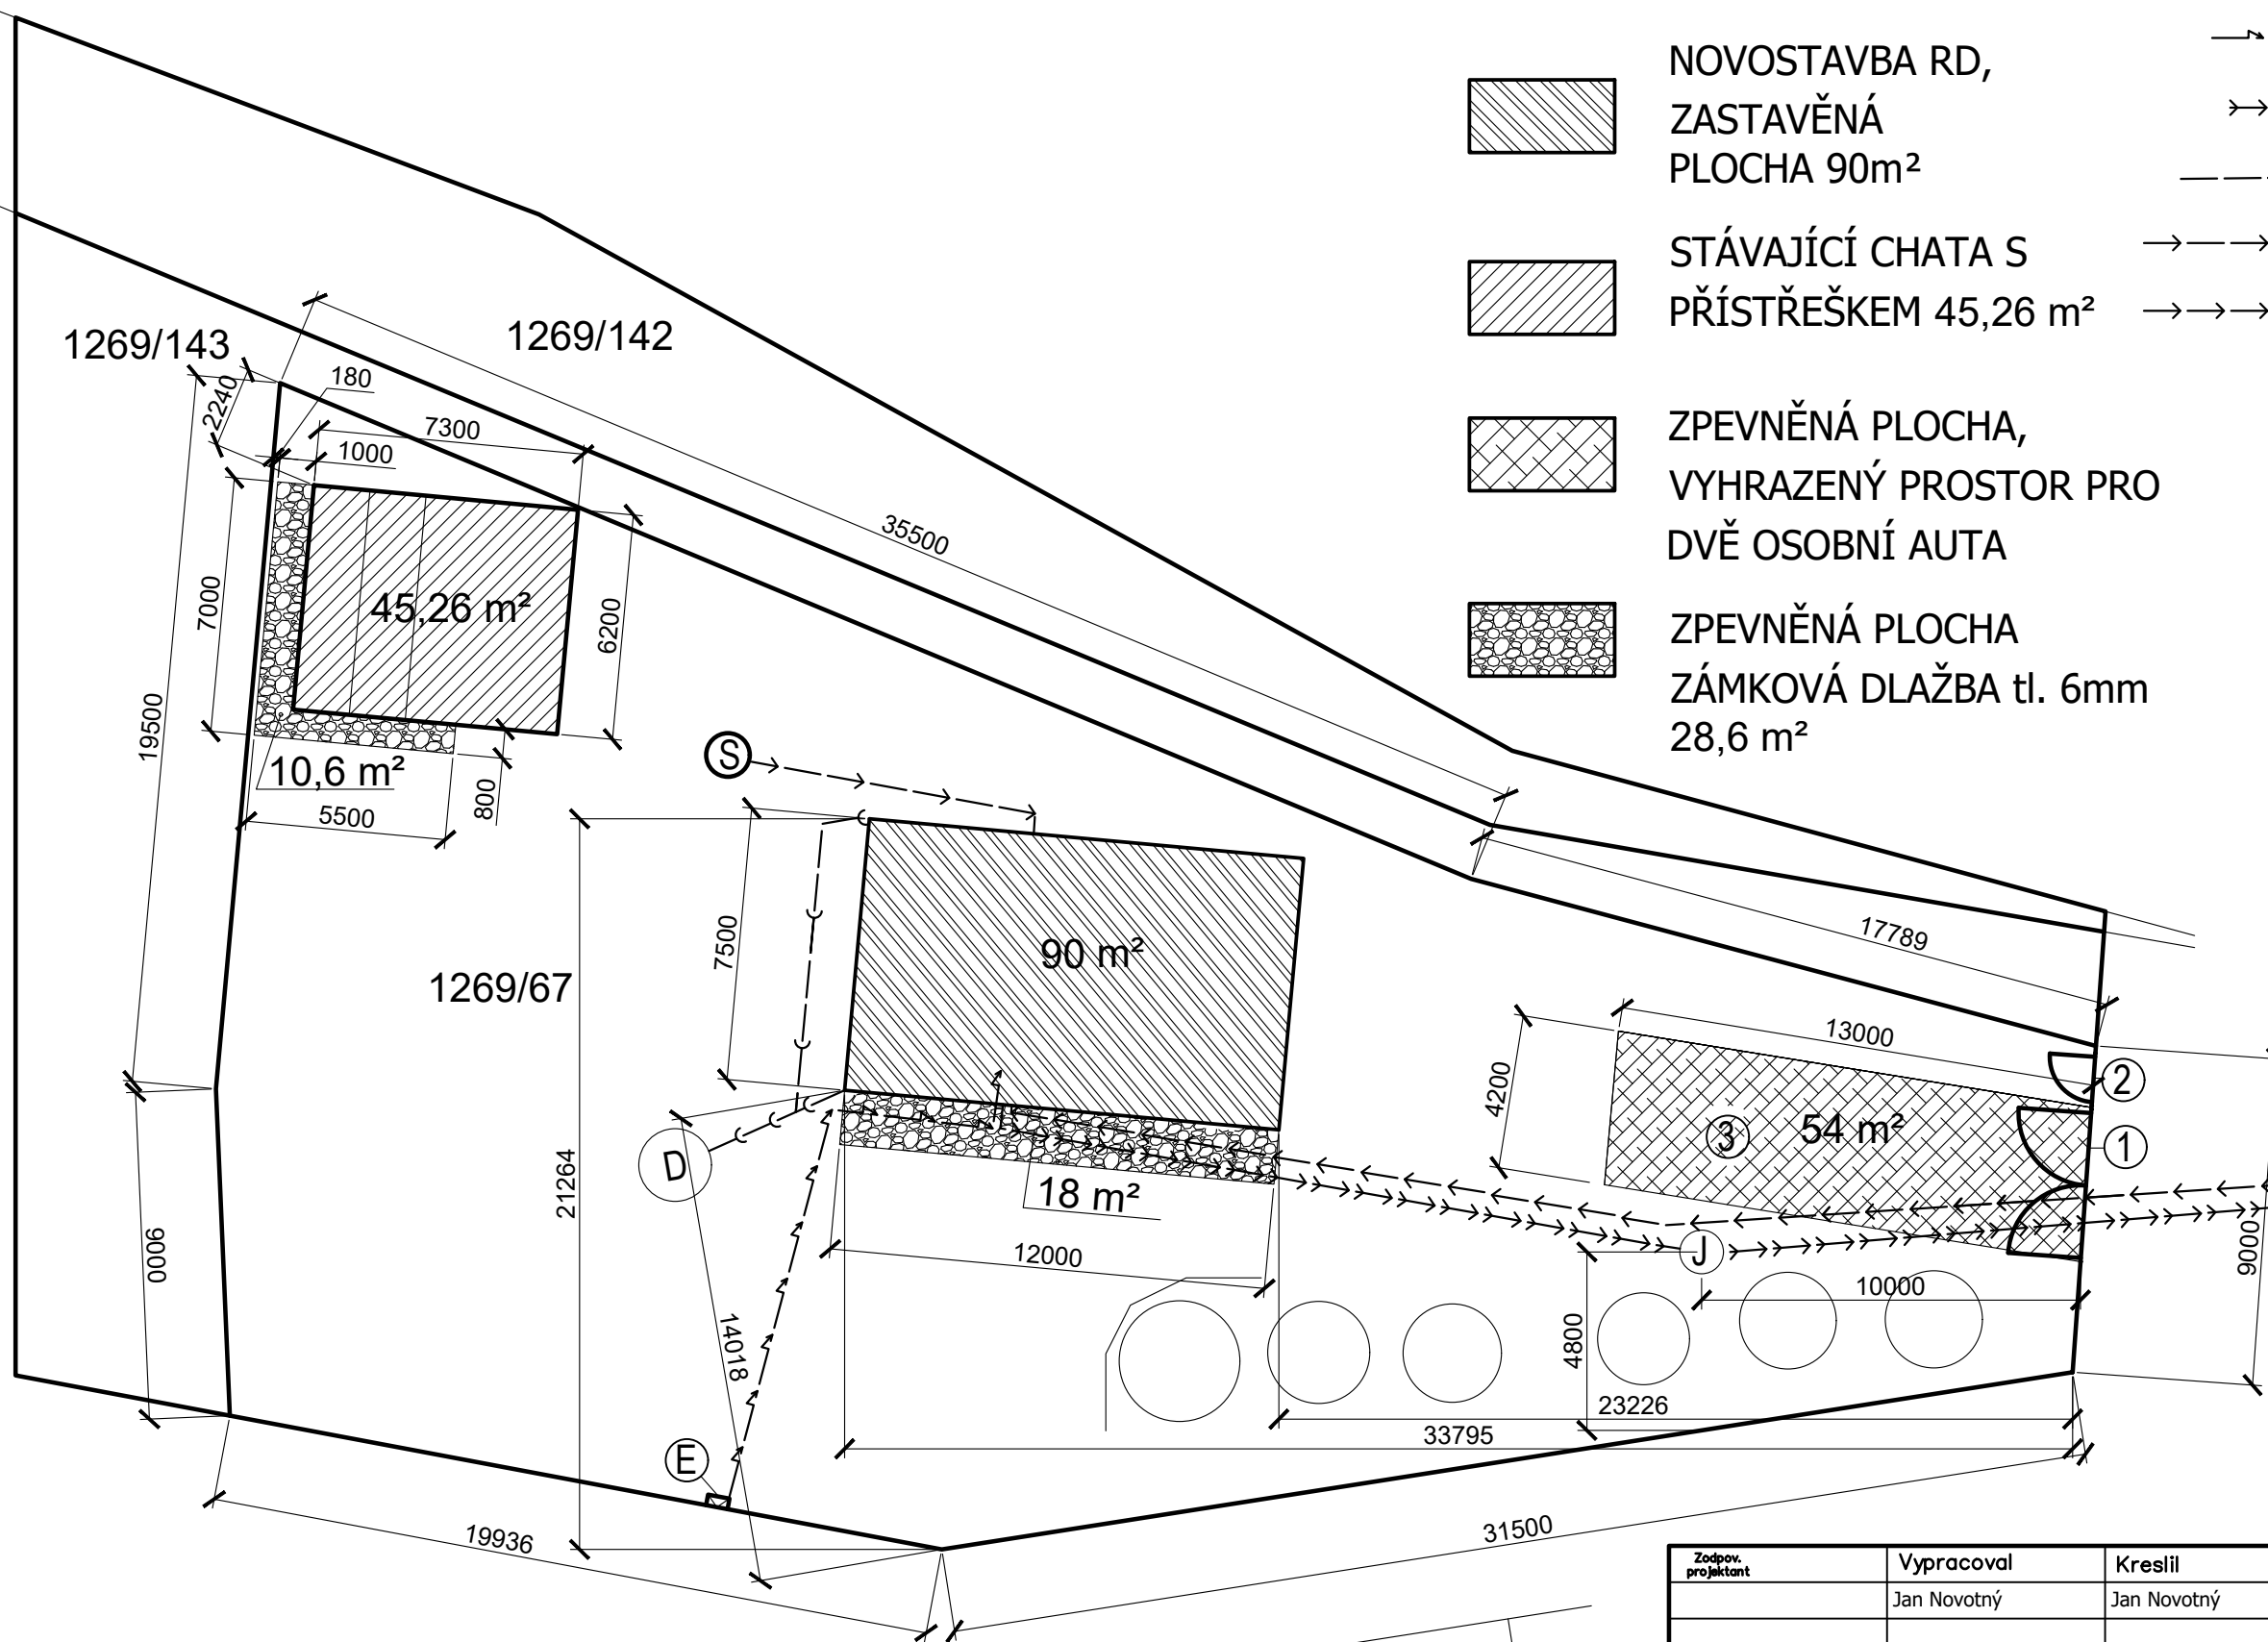 NOVOSTAVBA RD,
ZASTAVĚNÁ
PLOCHA 90m²
STÁVAJÍCÍ CHATA S
PŘÍSTŘEŠKEM 45,26 m²
ZPEVNĚNÁ PLOCHA,
VYHRAZENÝ PROSTOR PRO
DVĚ OSOBNÍ AUTA
ZPEVNĚNÁ PLOCHA
ZÁMKOVÁ DLAŽBA tl. 6mm
28,6 m²
1269/143
1269/142
2240
180
7300
1000
35500
7000
45,26 m²
6200
19500
10,6 m²
5500
800
S
7500
90 m²
1269/67
17789
13000
4200
2
3
54 m²
1
D
18 m²
21264
12000
J
9000
9000
10000
14018
4800
23226
33795
E
19936
31500
Zodpov.
projektant
Vypracoval
Kreslil
Jan Novotný
Jan Novotný